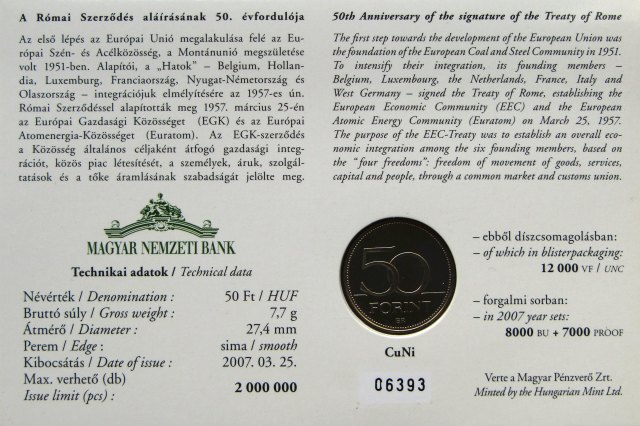 A Római Szerződés aláírásának 50. évfordulója
Az első lépés az Európai Unió megalakulása felé az Eu-
rópai Szén- és Acélközösség, a Montánunió megszületése
volt 1951-ben. Alapítói, a „Hatok” – Belgium, Hollan-
dia, Luxemburg, Franciaország, Nyugat-Németország és
Olaszország – integrációjuk elmélyítésére az 1957-es ún.
Római Szerződéssel alapították meg 1957. március 25-én
az Európai Gazdasági Közösséget (EGK) és az Európai
Atomenergia-Közösséget (Euratom). Az EGK-szerződés
a Közösség általános céljaként átfogó gazdasági integ-
rációt, közös piac létesítését, a személyek, áruk, szolgál-
tatások és a tőke áramlásának szabadságát jelölte meg.
50th Anniversary of the signature of the Treaty of Rome
The first step towards the development of the European Union was
the foundation of the European Coal and Steel Community in 1951.
To intensify their integration, its founding members –
Belgium, Luxembourg, the Netherlands, France, Italy and
West Germany – signed the Treaty of Rome, establishing the
European Economic Community (EEC) and the European
Atomic Energy Community (Euratom) on March 25, 1957.
The purpose of the EEC-Treaty was to establish an overall eco-
nomic integration among the six founding members, based on
the “four freedoms”: freedom of movement of goods, services,
capital and people, through a common market and customs union.
MAGYAR NEMZETI BANK
Technikai adatok / Technical data
Névérték / Denomination : 50 Ft / HUF
Bruttó súly / Gross weight : 7,7 g
Átmérő / Diameter : 27,4 mm
Perem / Edge : sima / smooth
Kibocsátás / Date of issue : 2007. 03. 25.
Max. verhető (db)
Issue limit (pcs) : 2 000 000
50
FORINT
BP.
CuNi
06393
– ebből díszcsomagolásban:
– of which in blisterpackaging:
12 000 VF / UNC
– forgalmi sorban:
– in 2007 year sets:
8000 BU + 7000 PROOF
Verte a Magyar Pénzverő Zrt.
Minted by the Hungarian Mint Ltd.